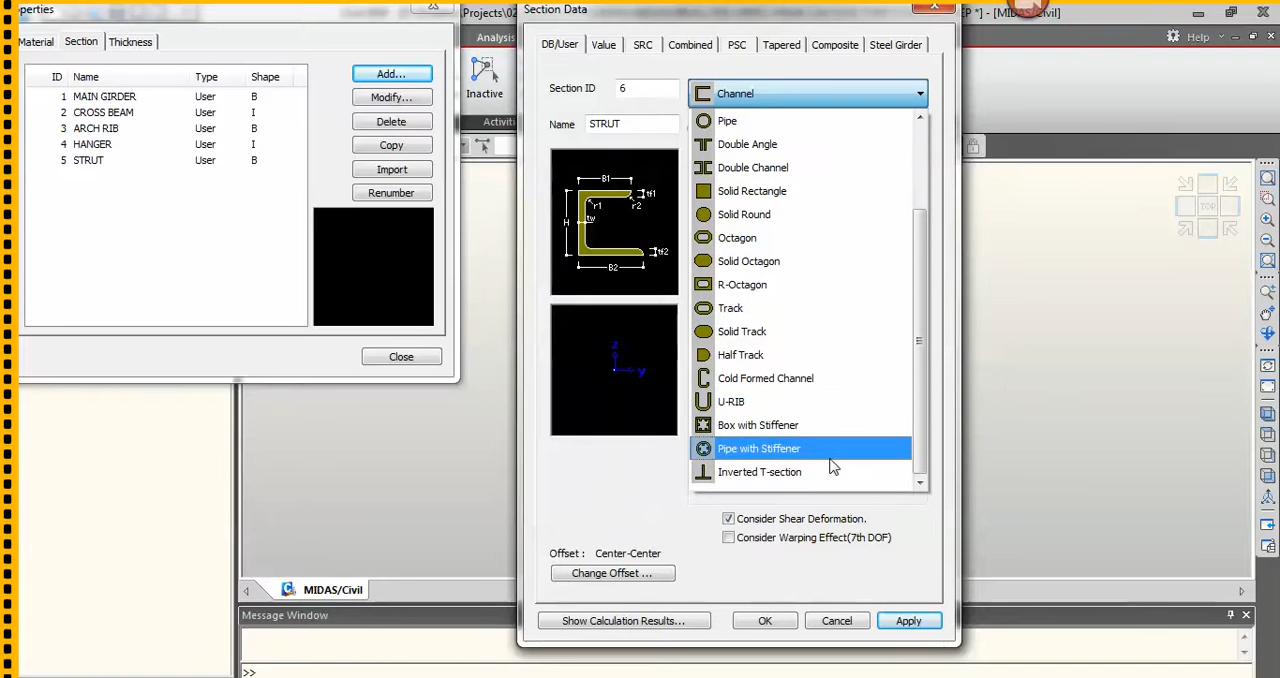 operties
Projects\02
Section Data
EP *] - [MIDAS/Civil]
Material Section Thickness
Analysis
Help
ID Name Type Shape
1 MAIN GIRDER User B
2 CROSS BEAM User I
3 ARCH RIB User B
4 HANGER User I
5 STRUT User B
Add...
Modify...
Delete
Copy
Import
Renumber
Close
Inactive
Activiti
DB/User Value SRC Combined PSC Tapered Composite Steel Girder
Section ID 6
Channel
Name STRUT
B1
tf1
r1
r2
H
tw
tf2
B2
z
y
Pipe
Double Angle
Double Channel
Solid Rectangle
Solid Round
Octagon
Solid Octagon
R-Octagon
Track
Solid Track
Half Track
Cold Formed Channel
U-RIB
Box with Stiffener
Pipe with Stiffener
Inverted T-section
Consider Shear Deformation.
Consider Warping Effect(7th DOF)
Offset : Center-Center
Change Offset ...
Show Calculation Results...
OK
Cancel
Apply
TOP
MIDAS/Civil
Message Window
>>